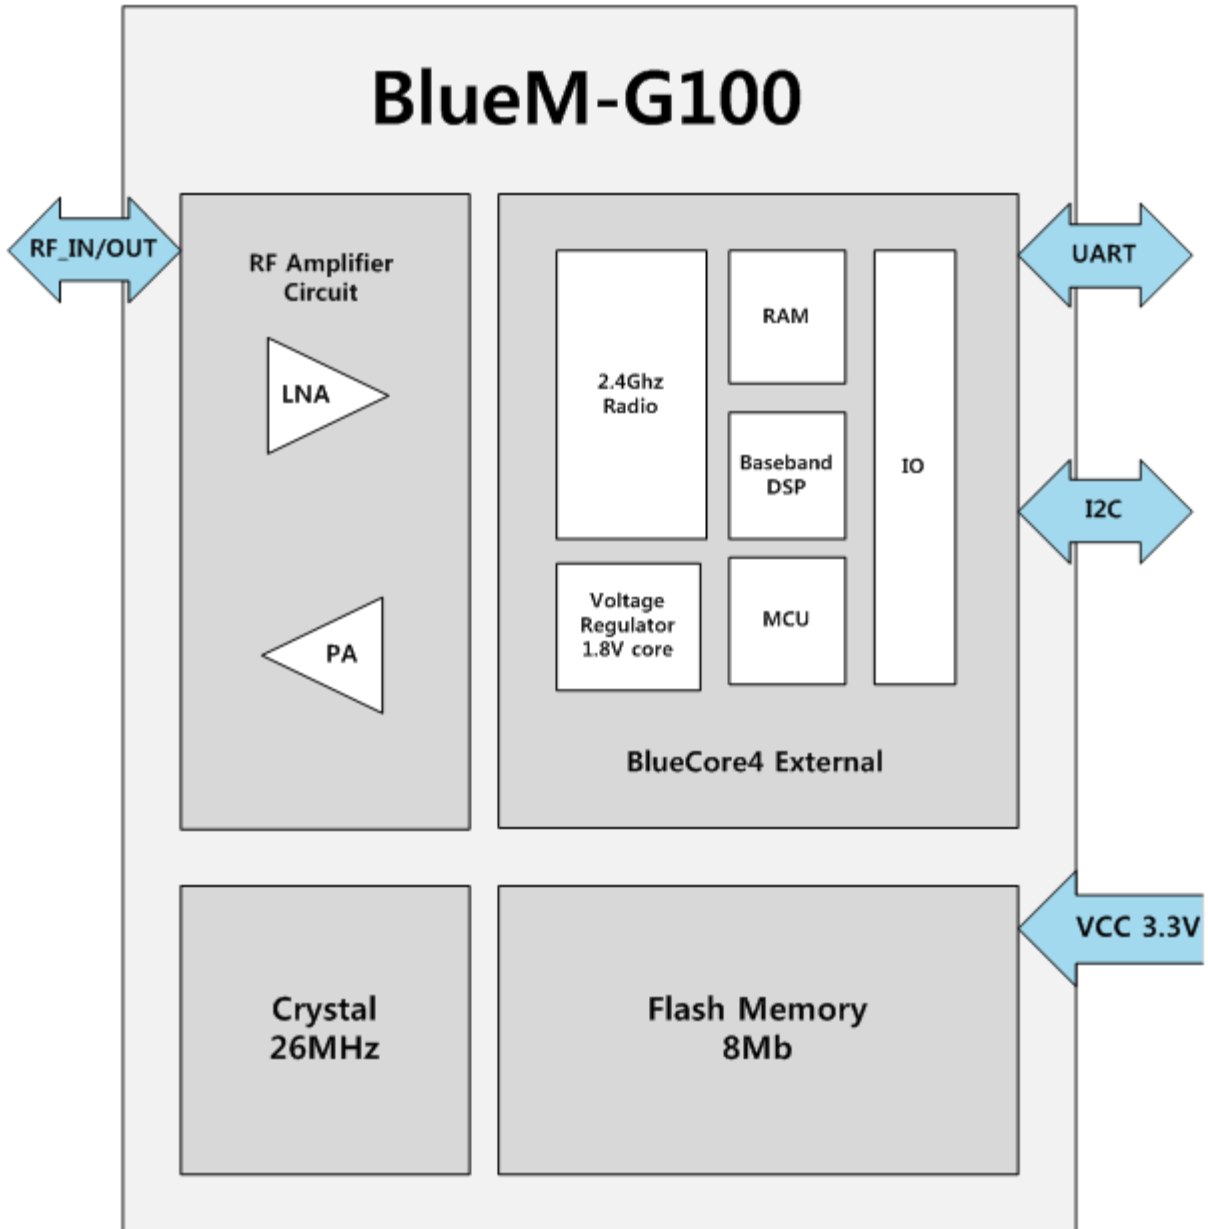 BlueM-G100
RF_IN/OUT
RF Amplifier
Circuit
LNA
PA
2.4Ghz
Radio
RAM
Baseband
DSP
IO
Voltage
Regulator
1.8V core
MCU
BlueCore4 External
UART
I2C
VCC 3.3V
Crystal
26MHz
Flash Memory
8Mb